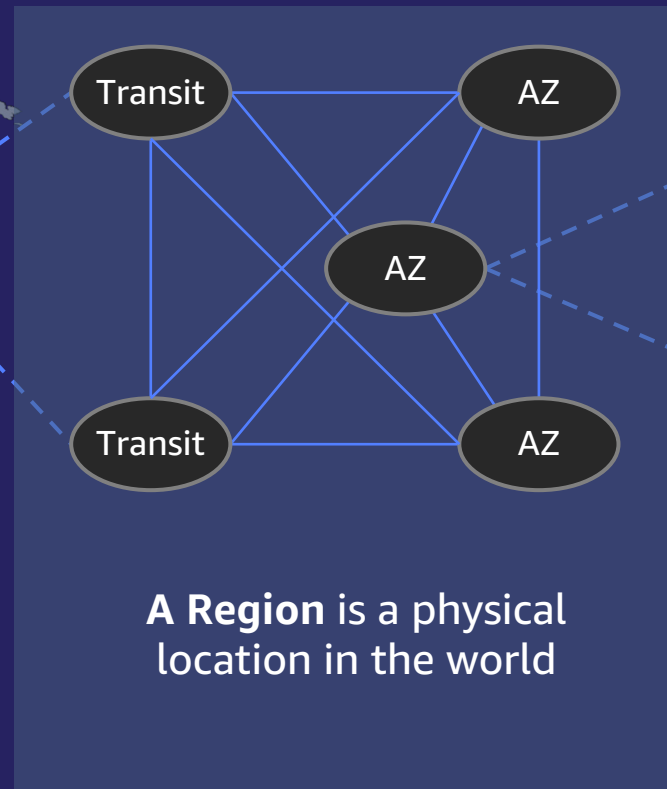 Transit
AZ
AZ
Transit
AZ
A Region is a physical
location in the world